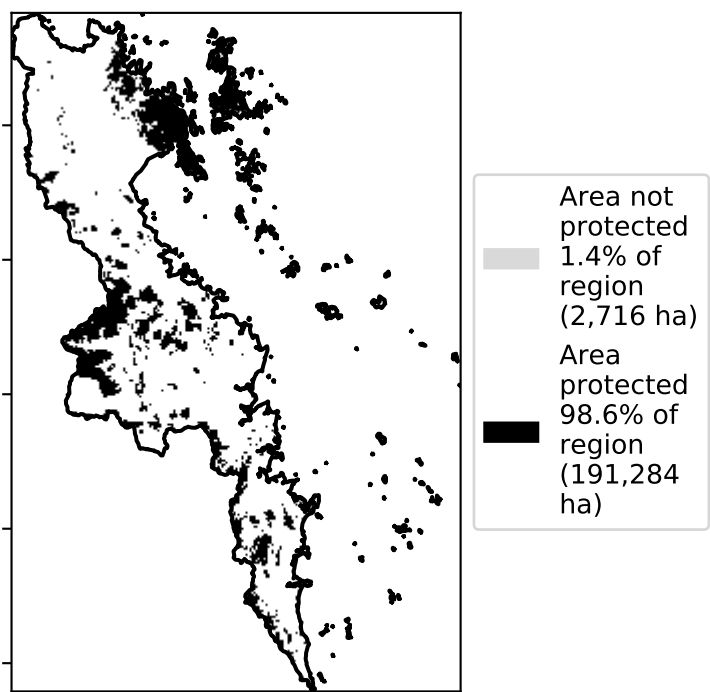 Area not
protected
1.4% of
region
(2,716 ha)
Area
protected
98.6% of
region
(191,284
ha)